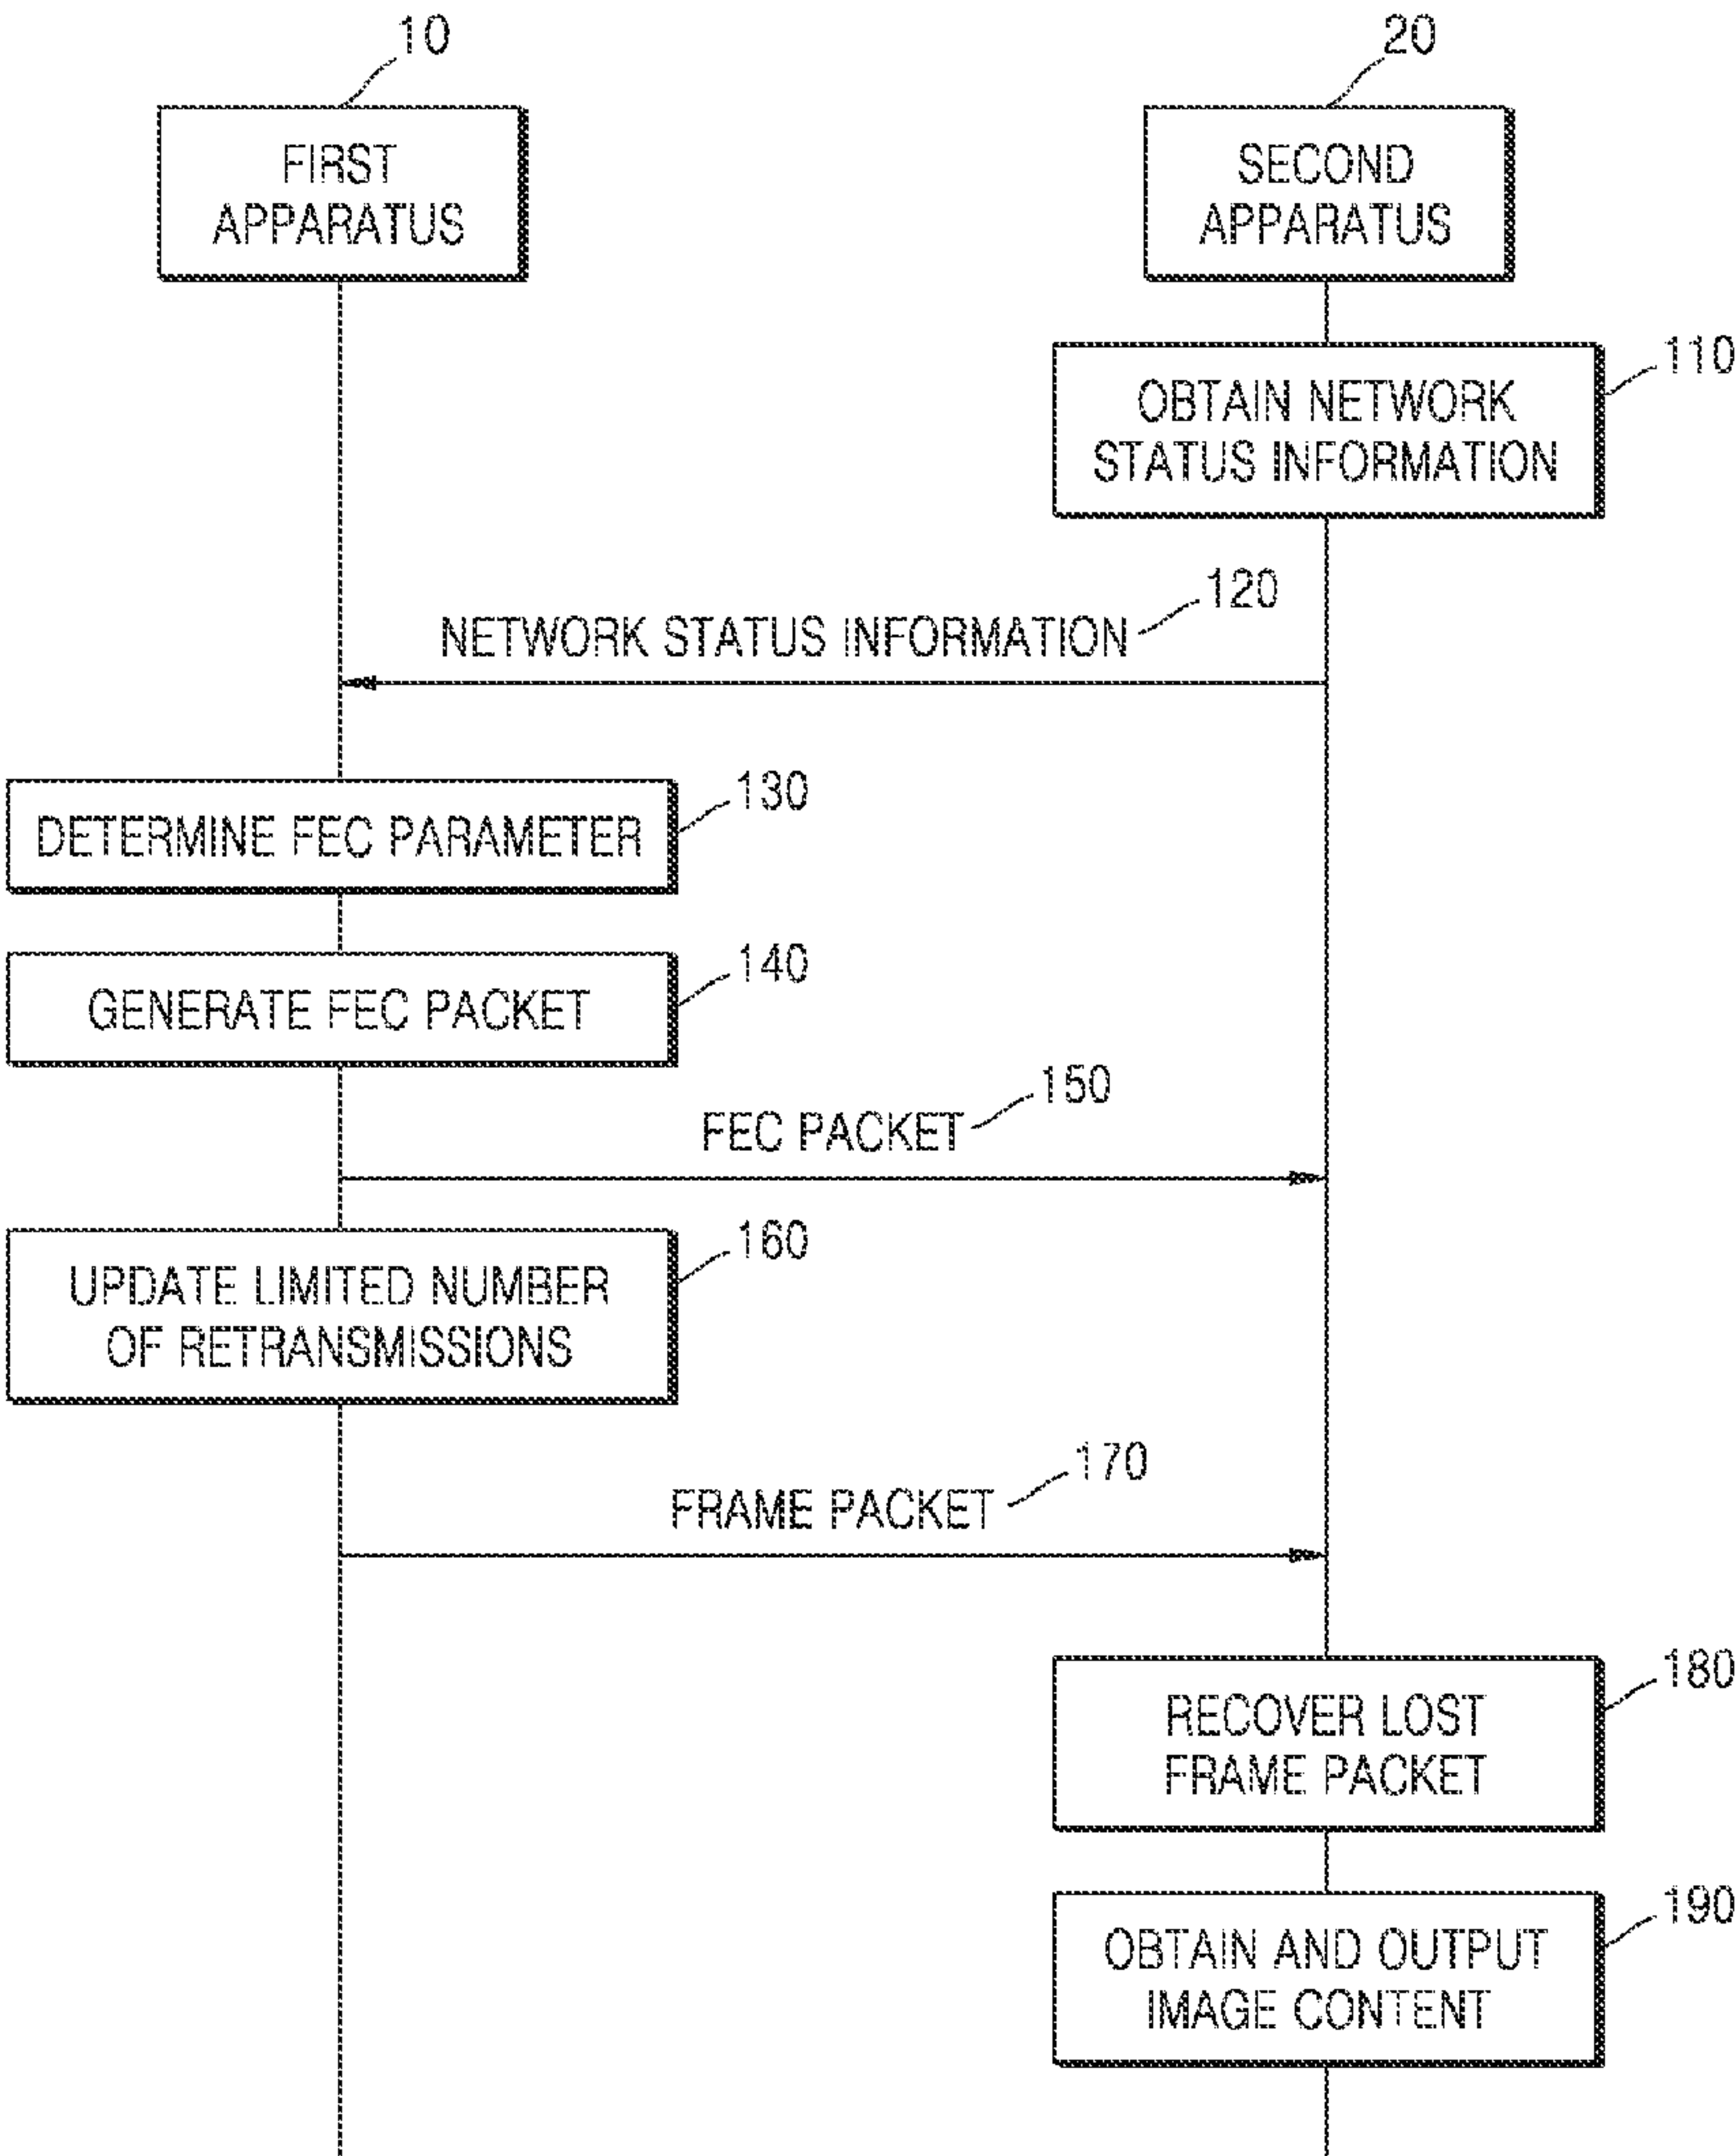 10
20
FIRST
APPARATUS
SECOND
APPARATUS
110
OBTAIN NETWORK
STATUS INFORMATION
120
NETWORK STATUS INFORMATION
130
DETERMINE FEC PARAMETER
140
GENERATE FEC PACKET
150
FEC PACKET
160
UPDATE LIMITED NUMBER
OF RETRANSMISSIONS
170
FRAME PACKET
180
RECOVER LOST
FRAME PACKET
190
OBTAIN AND OUTPUT
IMAGE CONTENT